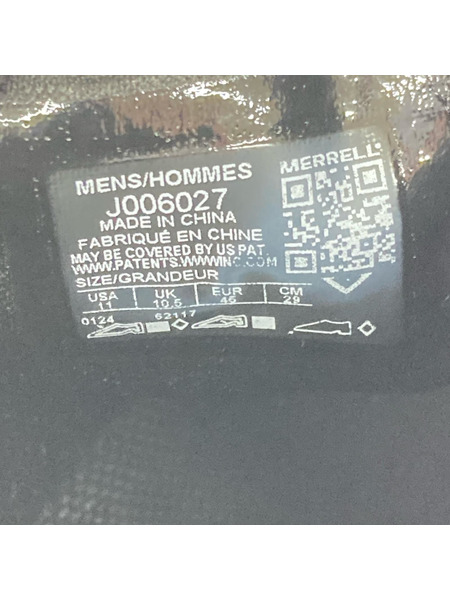 MERRELL
MENS/HOMMES
J006027
MADE IN CHINA
FABRIQUÉ EN CHINE
MAY BE COVERED BY US PAT.
WWW.PATENTS.WWWINC.COM
SIZE/GRANDEUR
USA UK EUR CM
11 10.5 45 29
0124 62117